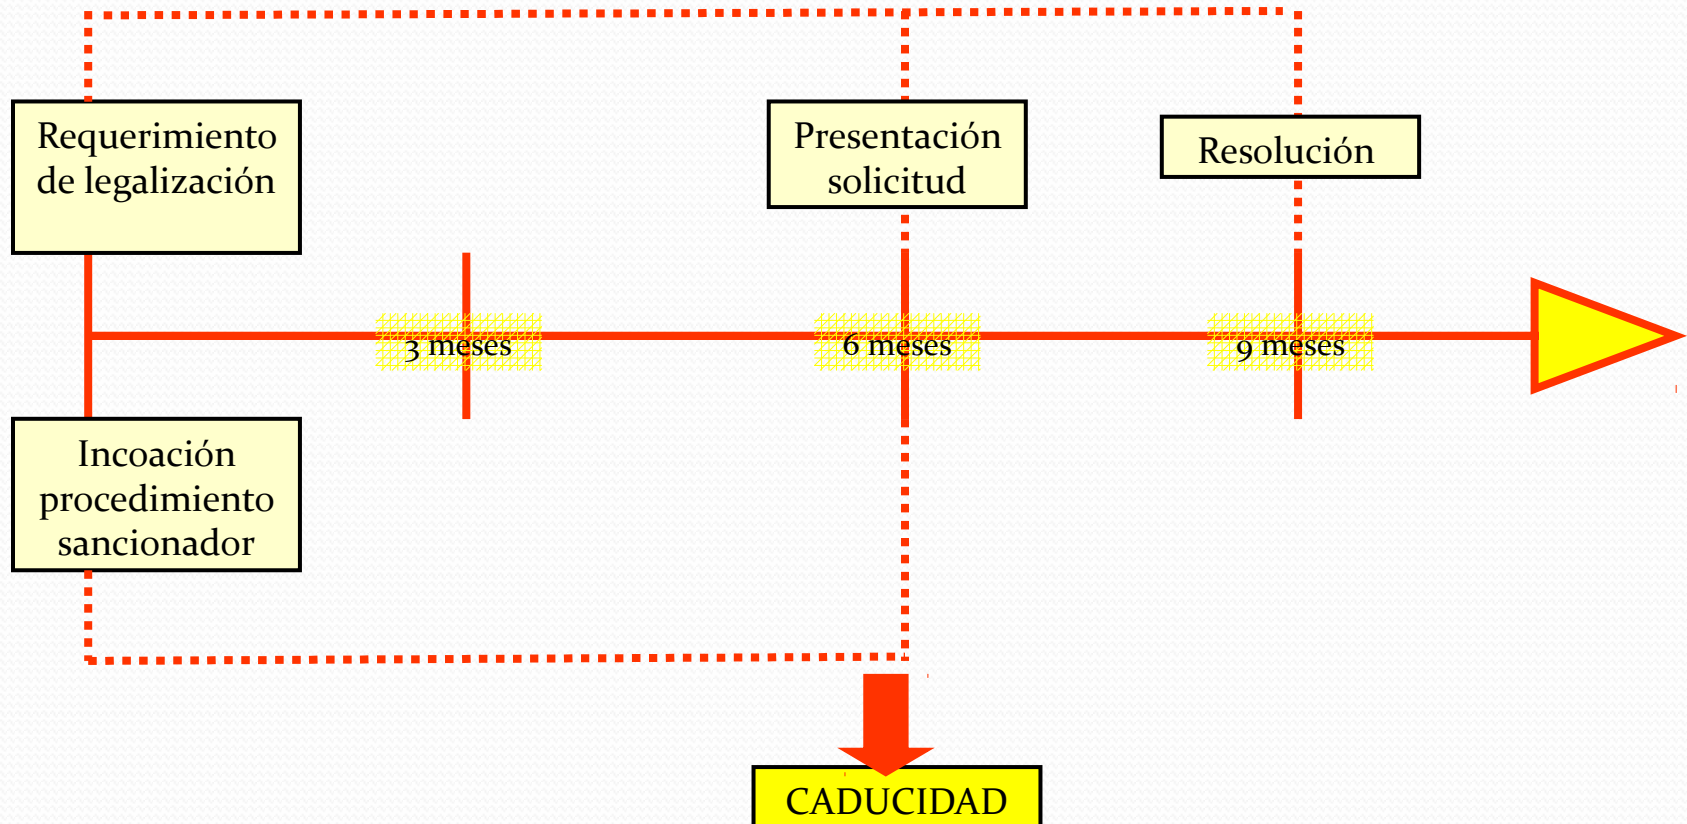 Requerimiento
de legalización
Presentación
solicitud
Resolución
3 meses
6 meses
9 meses
Incoación
procedimiento
sancionador
CADUCIDAD